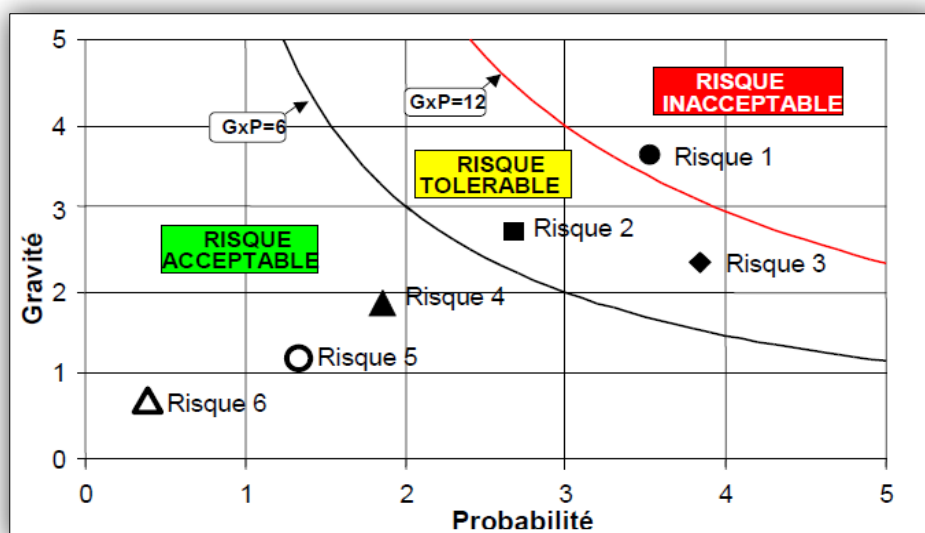 5
RISQUE
INACCEPTABLE
GxP=12
GxP=6
4
Risque 1
RISQUE
TOLERABLE
3
Risque 2
RISQUE
ACCEPTABLE
Risque 3
Gravité
2
Risque 4
Risque 5
1
Risque 6
0
0 1 2 3 4 5
Probabilité